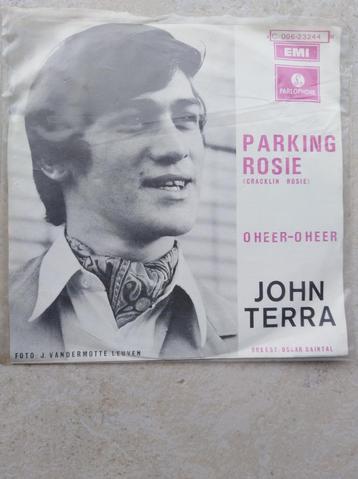 C 006-23244
EMI
PARLOPHONE
PARKING
ROSIE
(CRACKLIN ROSIE)
O HEER-O HEER
JOHN
TERRA
FOTO: J. VANDERMOTTE LEUVEN
ORKEST: OSCAR SAINTAL